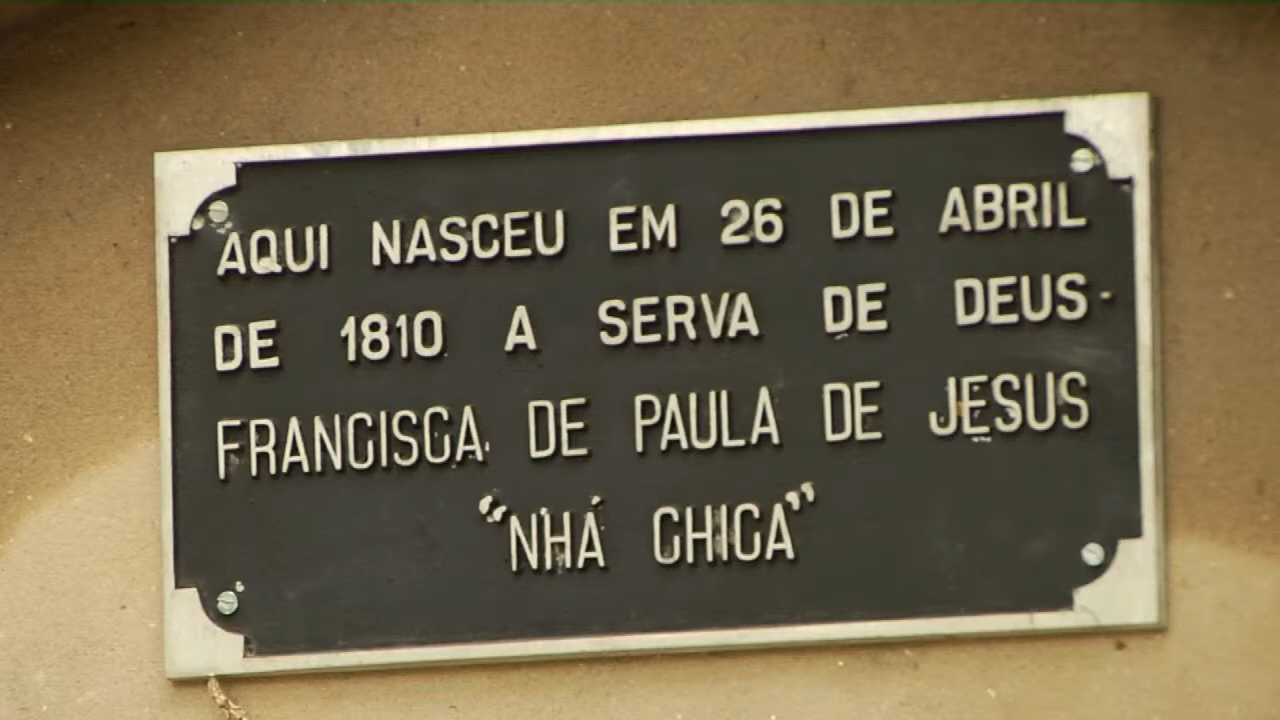 AQUI NASCEU EM 26 DE ABRIL
DE 1810 A SERVA DE DEUS-
FRANCISCA DE PAULA DE JESUS
“NHÁ CHICA”